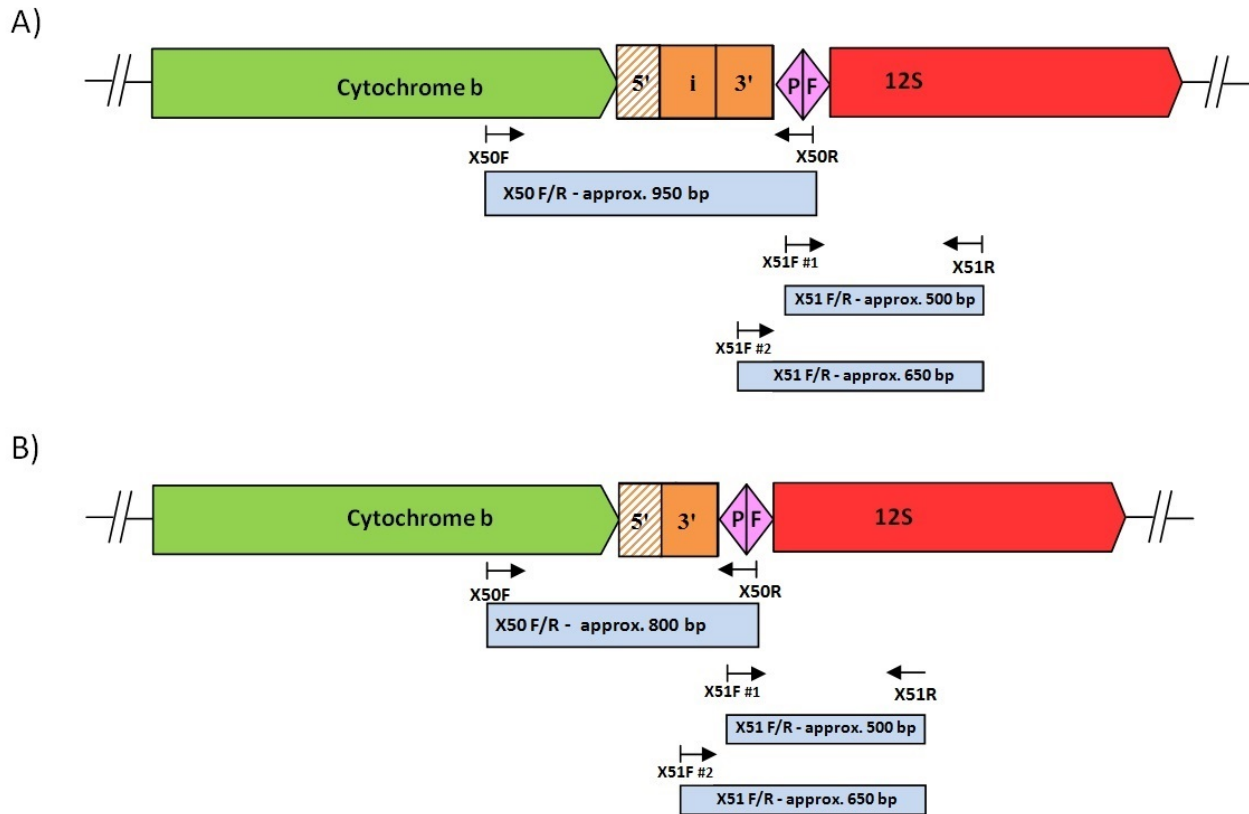 A)
Cytochrome b 5' i 3' P F 12S
X50F X50R
X50 F/R - approx. 950 bp
X51F #1 X51R
X51 F/R - approx. 500 bp
X51F #2
X51 F/R - approx. 650 bp
B)
Cytochrome b 5' 3' P F 12S
X50F X50R
X50 F/R - approx. 800 bp
X51F #1 X51R
X51 F/R - approx. 500 bp
X51F #2
X51 F/R - approx. 650 bp